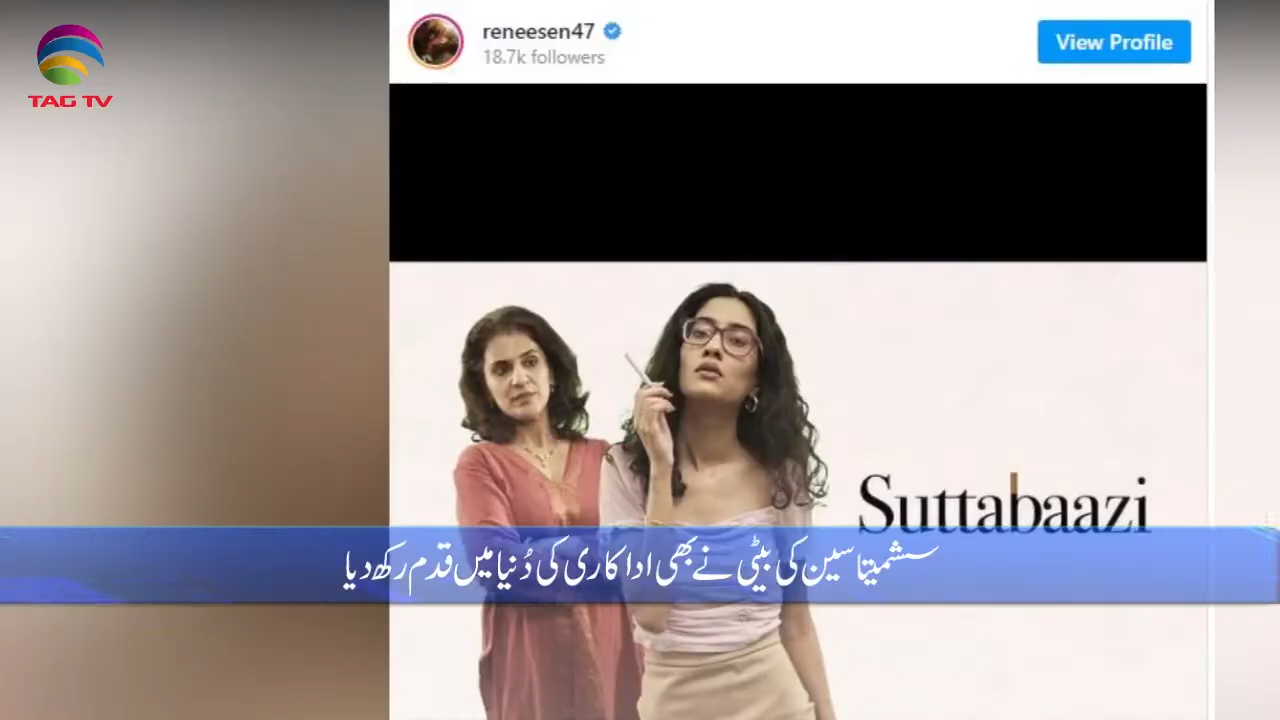 TAG TV
reneesen47
18.7k followers
View Profile
Suttabaazi
سشمیتا سین کی بیٹی نے بھی اداکاری کی دُنیا میں قدم رکھ دیا